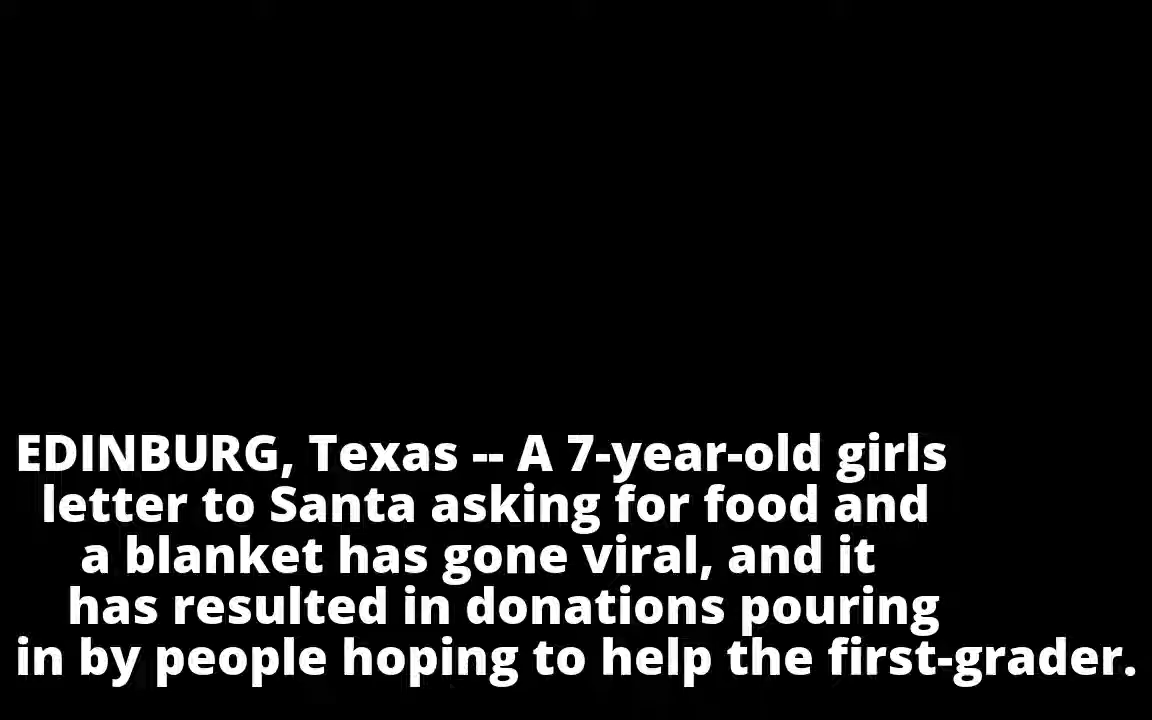 EDINBURG, Texas -- A 7-year-old girls
letter to Santa asking for food and
a blanket has gone viral, and it
has resulted in donations pouring
in by people hoping to help the first-grader.